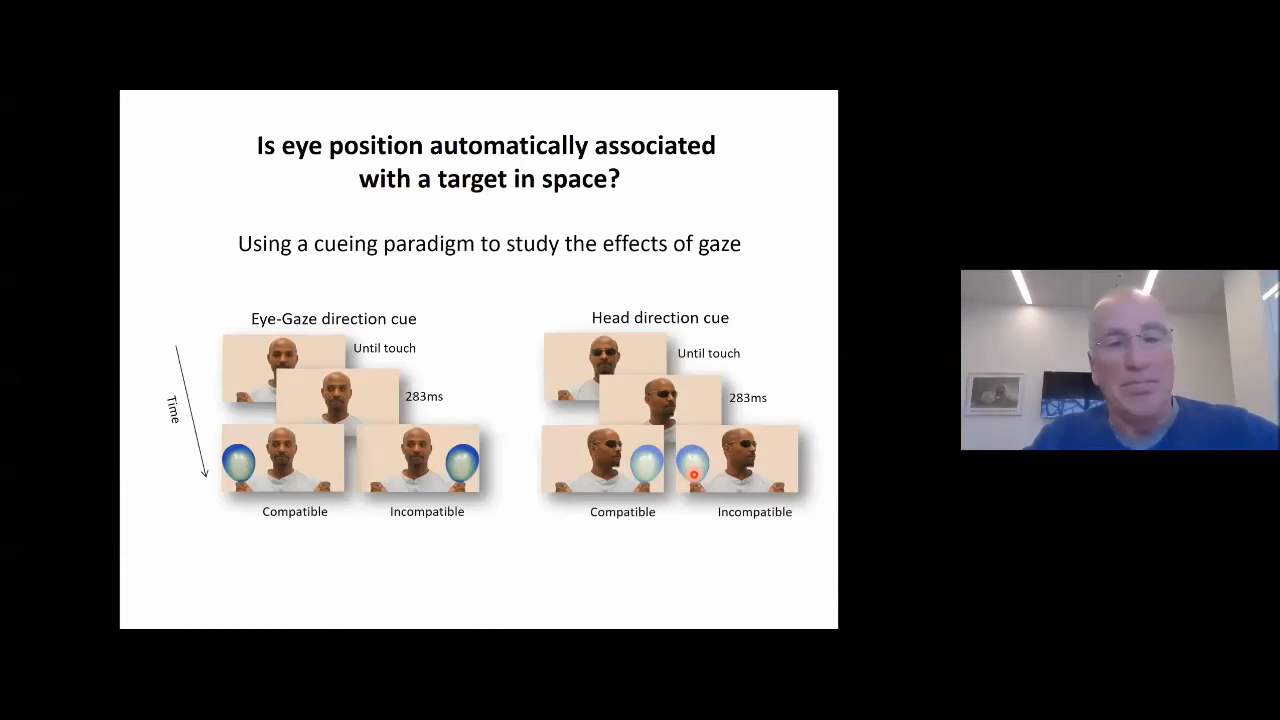 Is eye position automatically associated
with a target in space?
Using a cueing paradigm to study the effects of gaze
Eye-Gaze direction cue
Head direction cue
Until touch
Until touch
283ms
283ms
Time
Compatible
Incompatible
Compatible
Incompatible